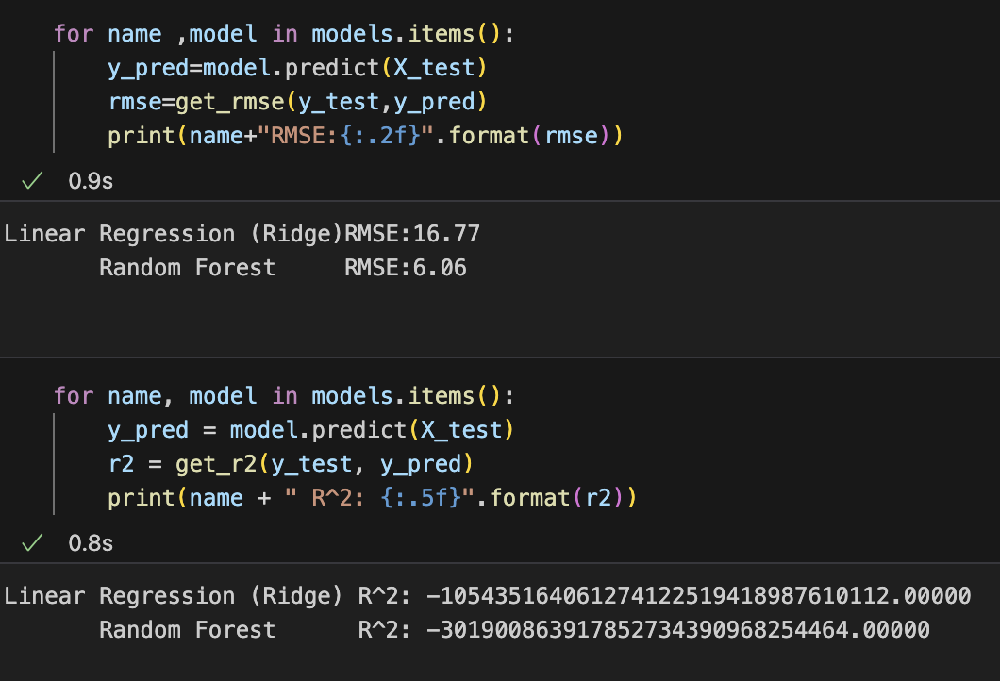 for name ,model in models.items():
    y_pred=model.predict(X_test)
    rmse=get_rmse(y_test,y_pred)
    print(name+"RMSE:{:.2f}".format(rmse))
0.9s
Linear Regression (Ridge)RMSE:16.77
       Random Forest     RMSE:6.06
for name, model in models.items():
    y_pred = model.predict(X_test)
    r2 = get_r2(y_test, y_pred)
    print(name + " R^2: {:.5f}".format(r2))
0.8s
Linear Regression (Ridge) R^2: -10543516406127412251941898761​0112.00000
       Random Forest      R^2: -3019008639178527343909682544​64.00000